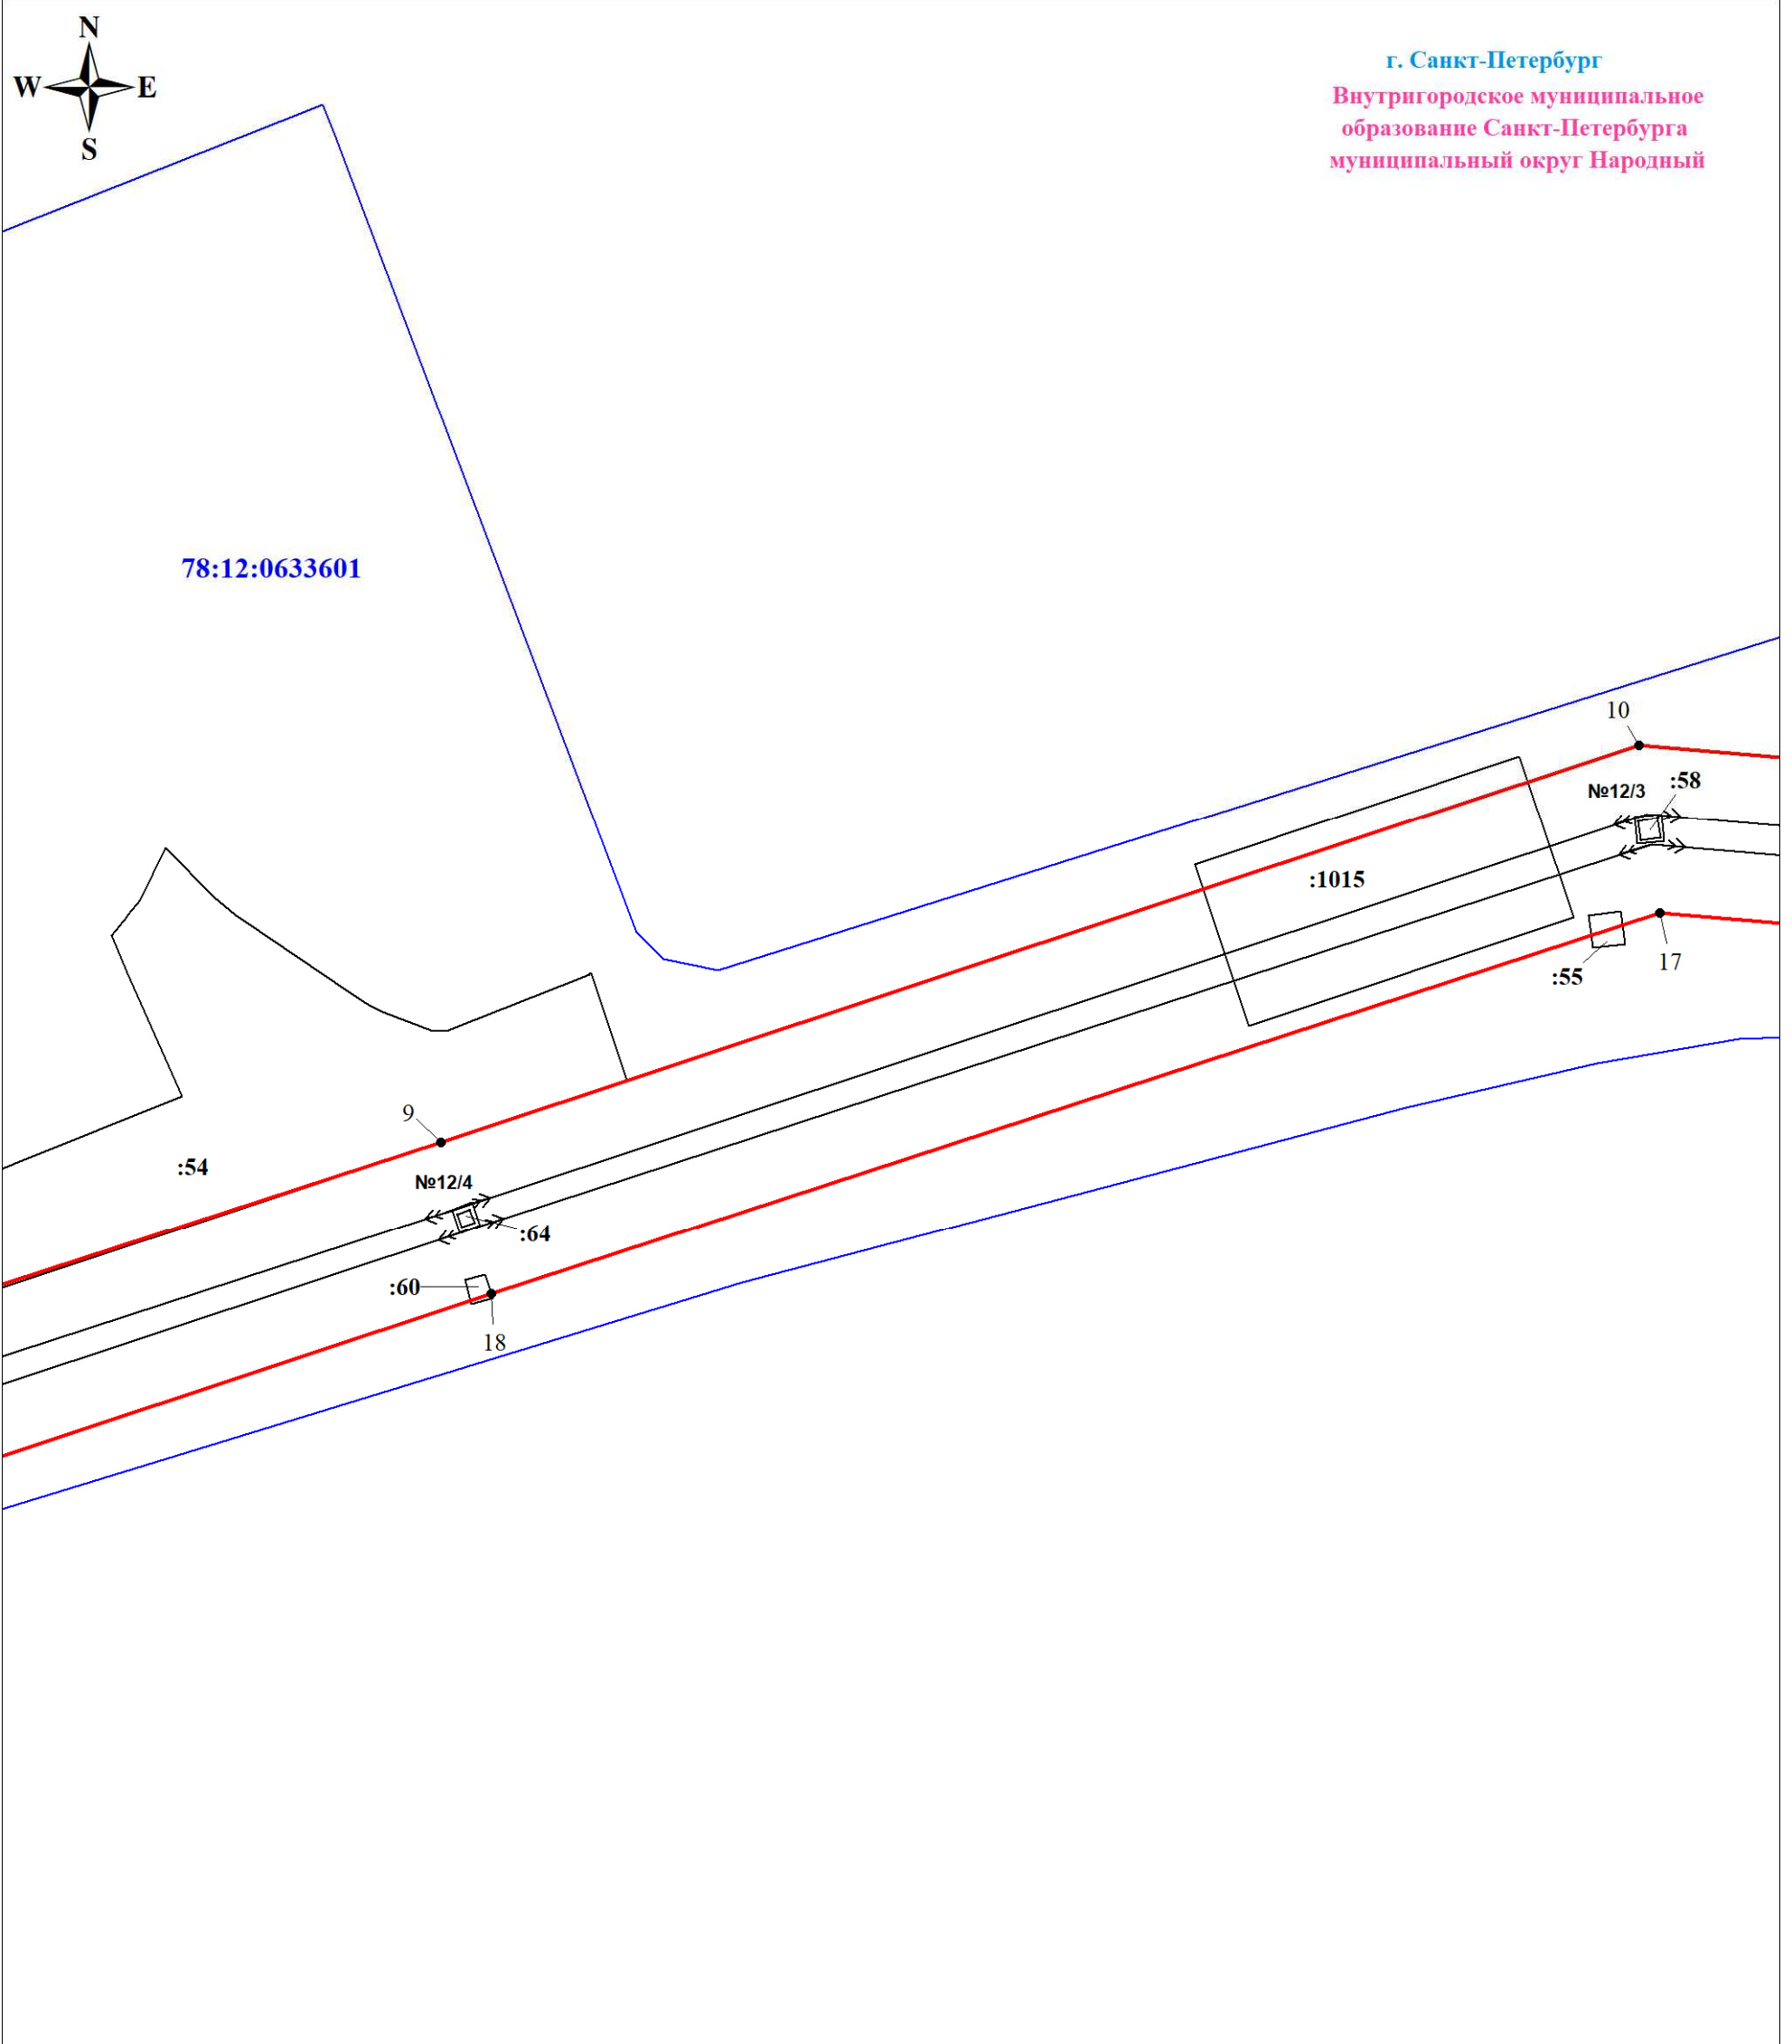 N
W E
S
г. Санкт-Петербург
Внутригородское муниципальное
образование Санкт-Петербурга
муниципальный округ Народный
78:12:0633601
10
№12/3
:58
:1015
17
:55
9
:54
№12/4
:64
:60
18